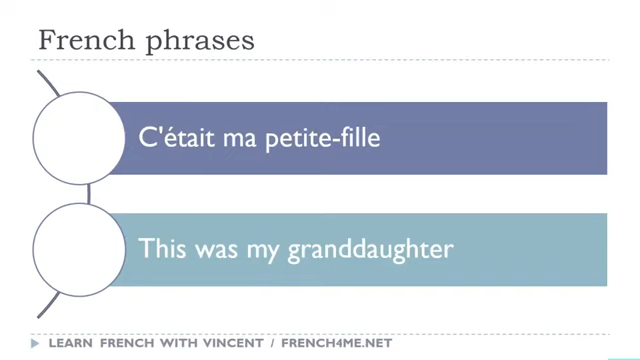 French phrases
C'était ma petite-fille
This was my granddaughter
LEARN FRENCH WITH VINCENT / FRENCH4ME.NET